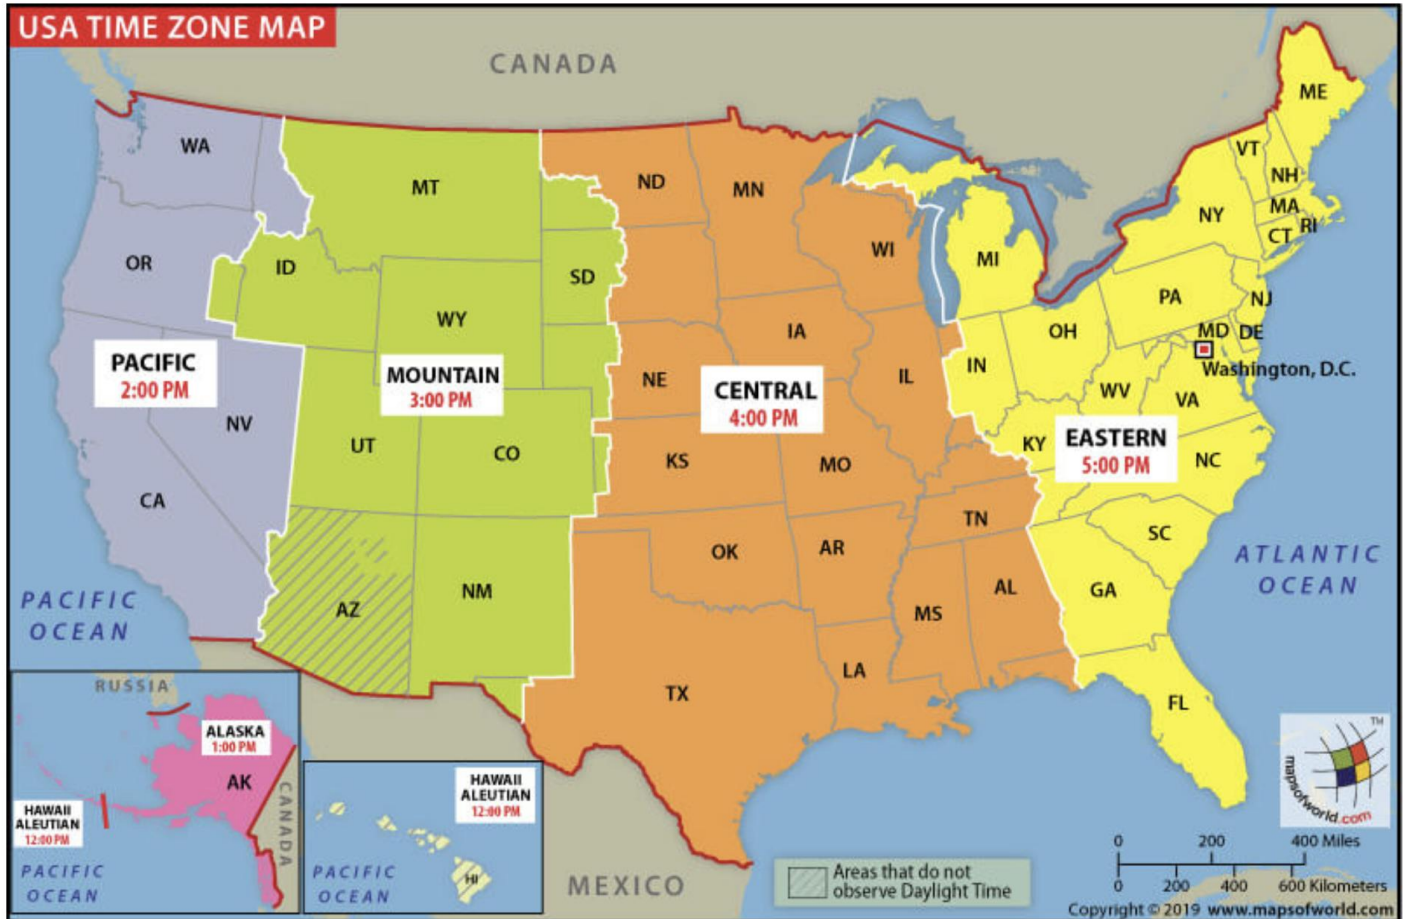 USA TIME ZONE MAP
CANADA
ME
WA
VT
MT
ND
MN
NH
MA
NY
RI
CT
OR
ID
SD
WI
MI
PA
NJ
WY
IA
OH
MD
DE
PACIFIC
2:00 PM
MOUNTAIN
3:00 PM
NE
CENTRAL
4:00 PM
IL
IN
Washington, D.C.
WV
VA
NV
UT
CO
KS
MO
KY
EASTERN
5:00 PM
NC
CA
TN
SC
OK
AR
ATLANTIC
OCEAN
PACIFIC
OCEAN
AZ
NM
MS
AL
GA
LA
TX
FL
RUSSIA
ALASKA
1:00 PM
AK
CANADA
HAWAII
ALEUTIAN
12:00 PM
PACIFIC
OCEAN
HAWAII
ALEUTIAN
12:00 PM
PACIFIC
OCEAN
HI
MEXICO
Areas that do not
observe Daylight Time
TM
mapsofworld.com
0 200 400 Miles
0 200 400 600 Kilometers
Copyright © 2019 www.mapsofworld.com